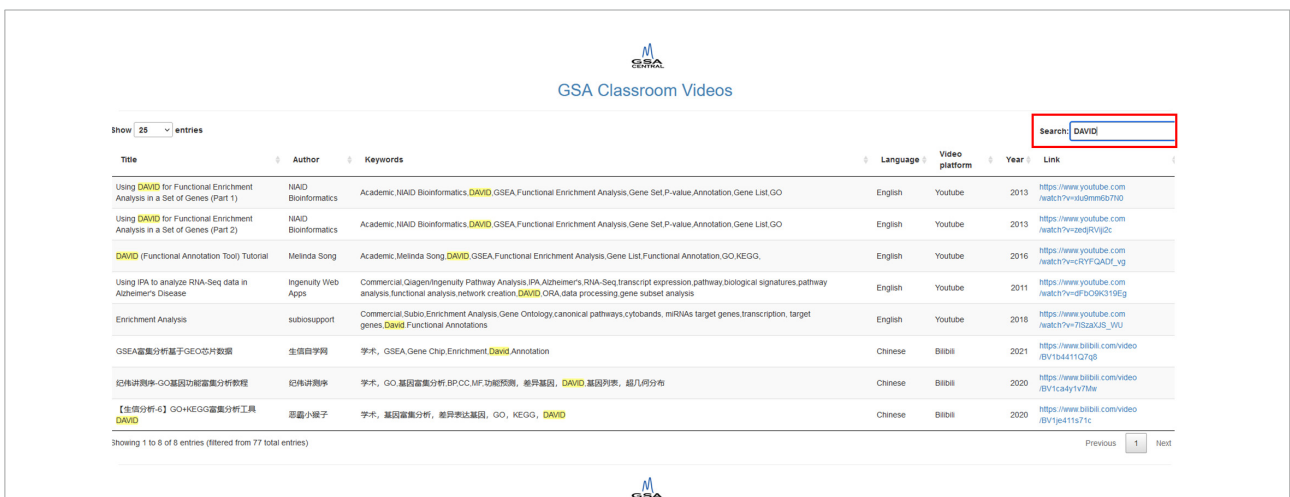 GSA
CENTRAL
GSA Classroom Videos
Show 25 entries
Search: DAVID
Title Author Keywords Language Video platform Year Link
Using DAVID for Functional Enrichment
Analysis in a Set of Genes (Part 1)
NIAID
Bioinformatics
Academic,NIAID Bioinformatics,DAVID,GSEA,Functional Enrichment Analysis,Gene Set,P-value,Annotation,Gene List,GO
English
Youtube
2013
https://www.youtube.com
/watch?v=xlu9mm6b7N0
Using DAVID for Functional Enrichment
Analysis in a Set of Genes (Part 2)
NIAID
Bioinformatics
Academic,NIAID Bioinformatics,DAVID,GSEA,Functional Enrichment Analysis,Gene Set,P-value,Annotation,Gene List,GO
English
Youtube
2013
https://www.youtube.com
/watch?v=zedjRViji2c
DAVID (Functional Annotation Tool) Tutorial
Melinda Song
Academic,Melinda Song,DAVID,GSEA,Functional Enrichment Analysis,Gene List,Functional Annotation,GO,KEGG,
English
Youtube
2016
https://www.youtube.com
/watch?v=cRYFQADf_vg
Using IPA to analyze RNA-Seq data in
Alzheimer's Disease
Ingenuity Web
Apps
Commercial,Qiagen/Ingenuity Pathway Analysis,IPA,Alzheimer's,RNA-Seq,transcript expression,pathway,biological signatures,pathway
analysis,functional analysis,network creation,DAVID,ORA,data processing,gene subset analysis
English
Youtube
2011
https://www.youtube.com
/watch?v=dFbO9K319Eg
Enrichment Analysis
subiosupport
Commercial,Subio,Enrichment Analysis,Gene Ontology,canonical pathways,cytobands, miRNAs target genes,transcription, target
genes,David,Functional Annotations
English
Youtube
2018
https://www.youtube.com
/watch?v=7lSzaXJS_WU
GSEA富集分析基于GEO芯片数据
生信自学网
学术，GSEA,Gene Chip,Enrichment,David,Annotation
Chinese
Bilibili
2021
https://www.bilibili.com/video
/BV1b4411Q7q8
纪伟讲测序-GO基因功能富集分析教程
纪伟讲测序
学术，GO,基因富集分析,BP,CC,MF,功能预测，差异基因，DAVID,基因列表，超几何分布
Chinese
Bilibili
2020
https://www.bilibili.com/video
/BV1ca4y1v7Mw
【生信分析-6】GO+KEGG富集分析工具
DAVID
恶霸小猴子
学术，基因富集分析，差异表达基因，GO，KEGG，DAVID
Chinese
Bilibili
2020
https://www.bilibili.com/video
/BV1je411s71c
Showing 1 to 8 of 8 entries (filtered from 77 total entries)
Previous 1 Next
GSA